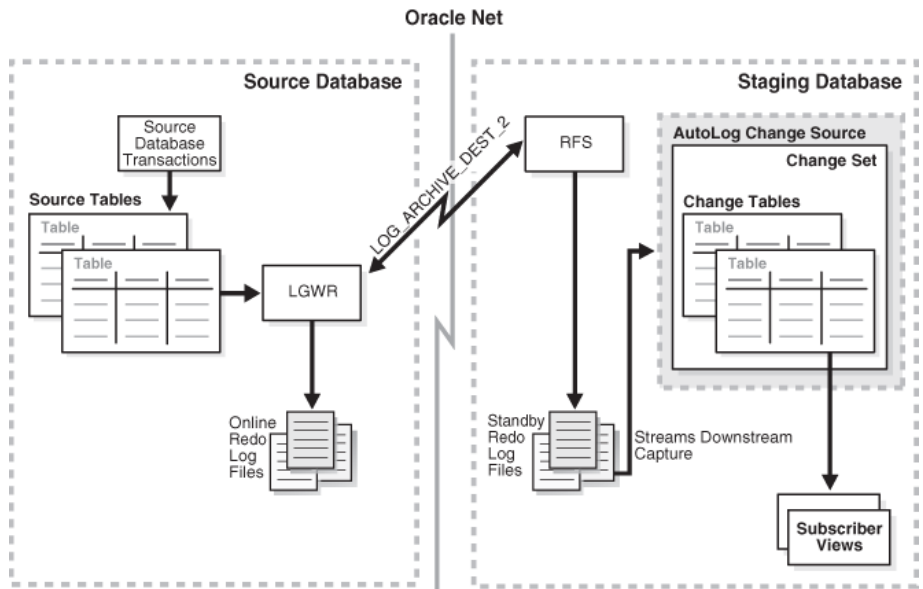 Oracle Net
Source Database
Source
Database
Transactions
Source Tables
Table
Table
LGWR
Online
Redo
Log
Files
LOG_ARCHIVE_DEST_2
Staging Database
RFS
AutoLog Change Source
Change Set
Change Tables
Table
Table
Standby
Redo
Log
Files
Streams Downstream
Capture
Subscriber
Views